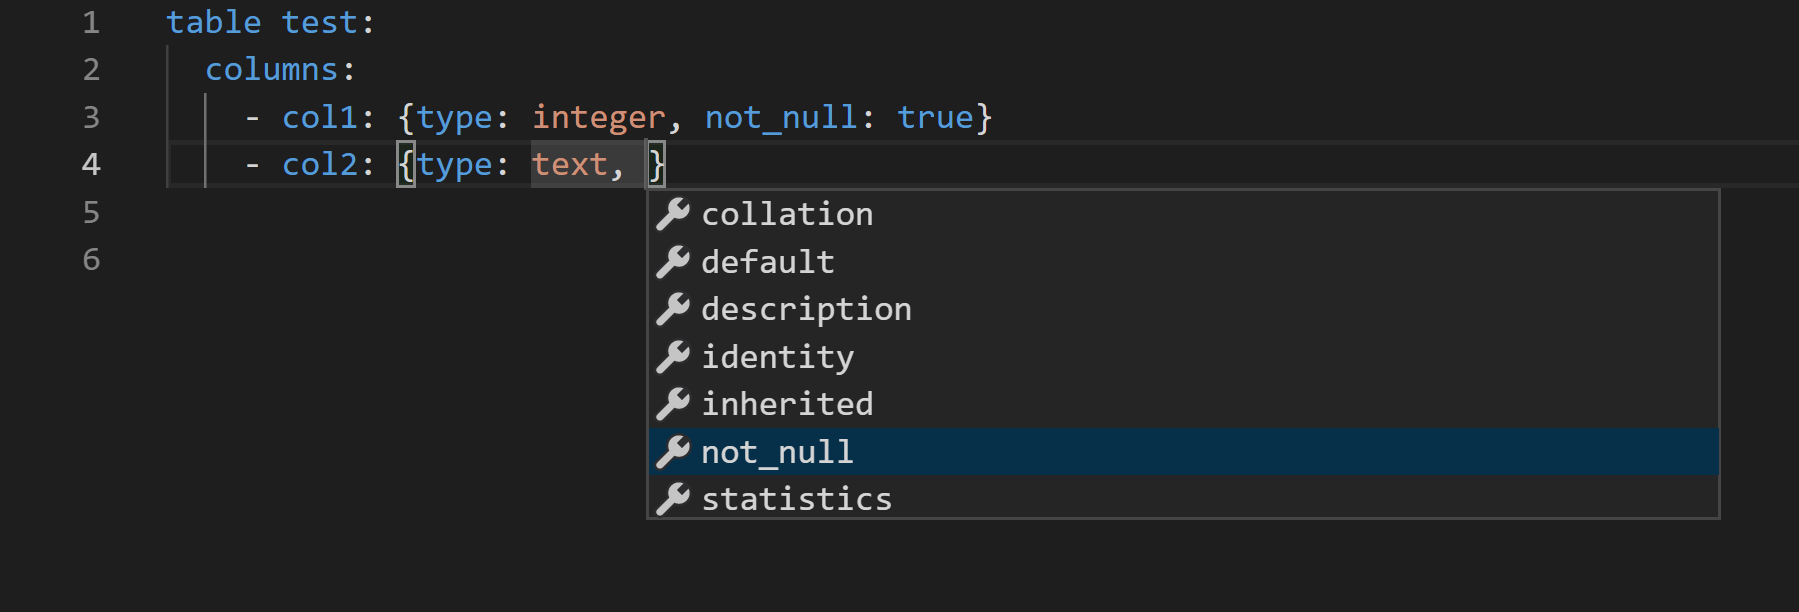 1 table test:
2 columns:
3 - col1: {type: integer, not_null: true}
4 - col2: {type: text, }
5
6
collation
default
description
identity
inherited
not_null
statistics